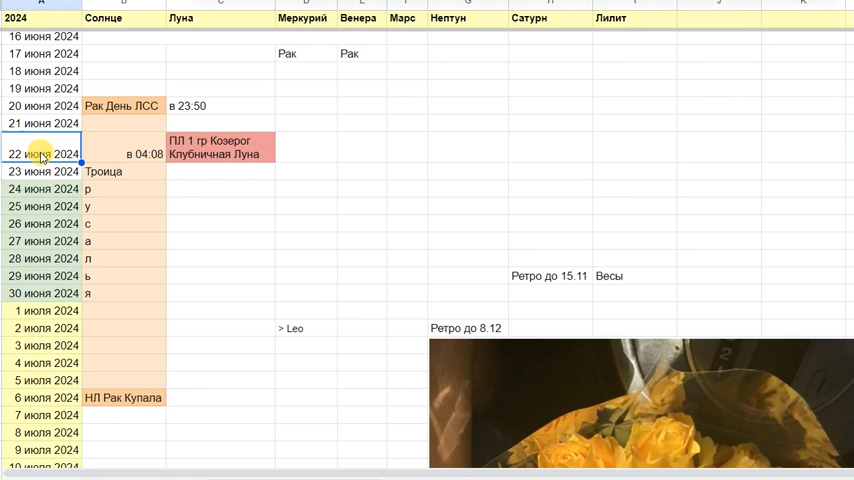 2024 Солнце Луна Меркурий Венера Марс Нептун Сатурн Лилит
16 июня 2024
17 июня 2024 Рак Рак
18 июня 2024
19 июня 2024
20 июня 2024 Рак День ЛСС в 23:50
21 июня 2024
ПЛ 1 гр Козерог
22 июня 2024 в 04:08 Клубничная Луна
23 июня 2024 Троица
24 июня 2024 р
25 июня 2024 у
26 июня 2024 с
27 июня 2024 а
28 июня 2024 л
29 июня 2024 ь Ретро до 15.11 Весы
30 июня 2024 я
1 июля 2024
2 июля 2024 > Leo Ретро до 8.12
3 июля 2024
4 июля 2024
5 июля 2024
6 июля 2024 НЛ Рак Купала
7 июля 2024
8 июля 2024
9 июля 2024
10 июля 2024